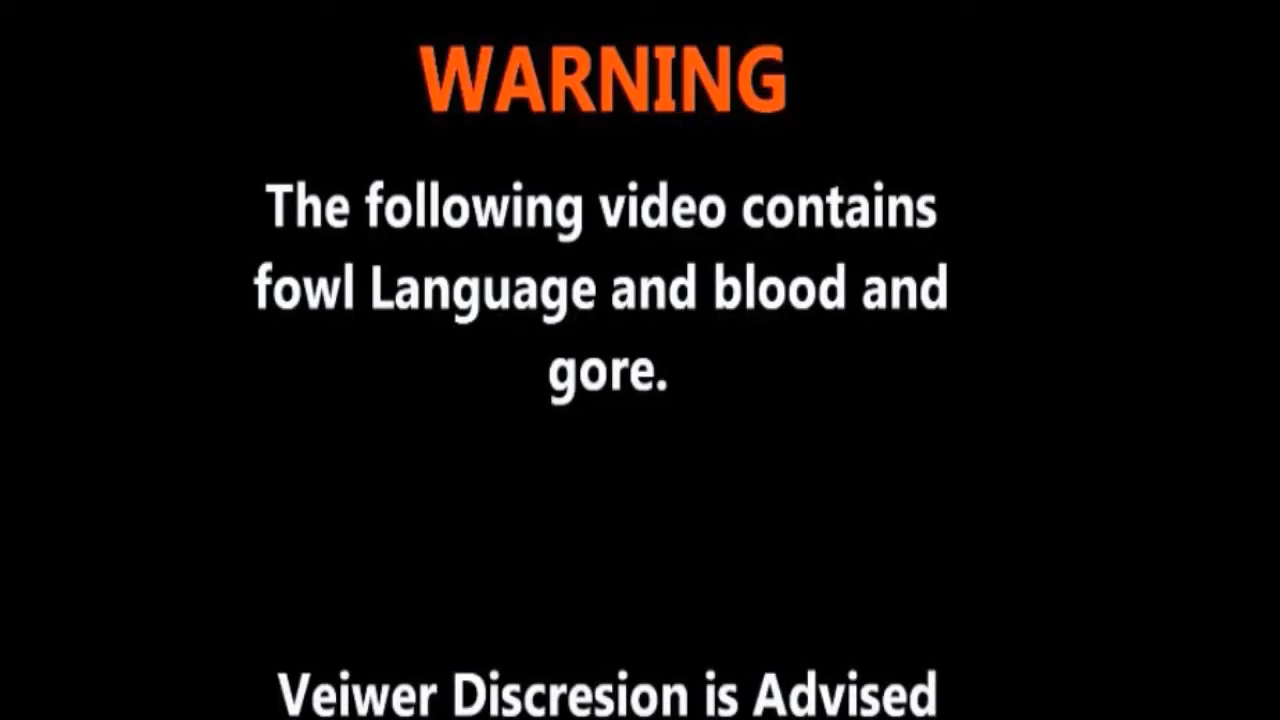 WARNING
The following video contains
fowl Language and blood and
gore.
Veiwer Discresion is Advised